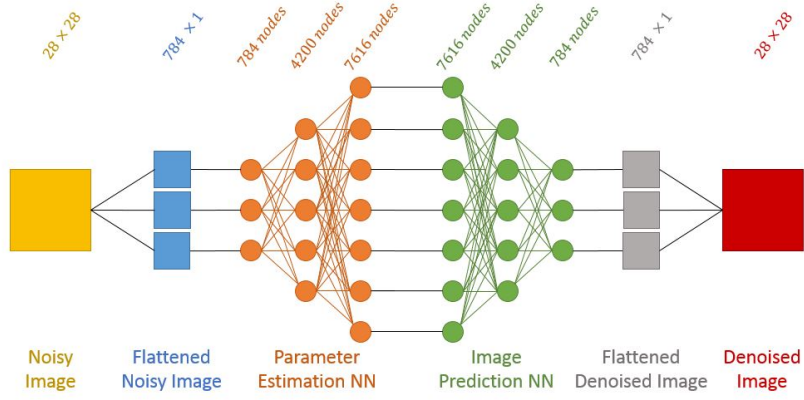 28 × 28
784 × 1
784 nodes
4200 nodes
7616 nodes
7616 nodes
4200 nodes
784 nodes
784 × 1
28 × 28
Noisy
Image
Flattened
Noisy Image
Parameter
Estimation NN
Image
Prediction NN
Flattened
Denoised Image
Denoised
Image